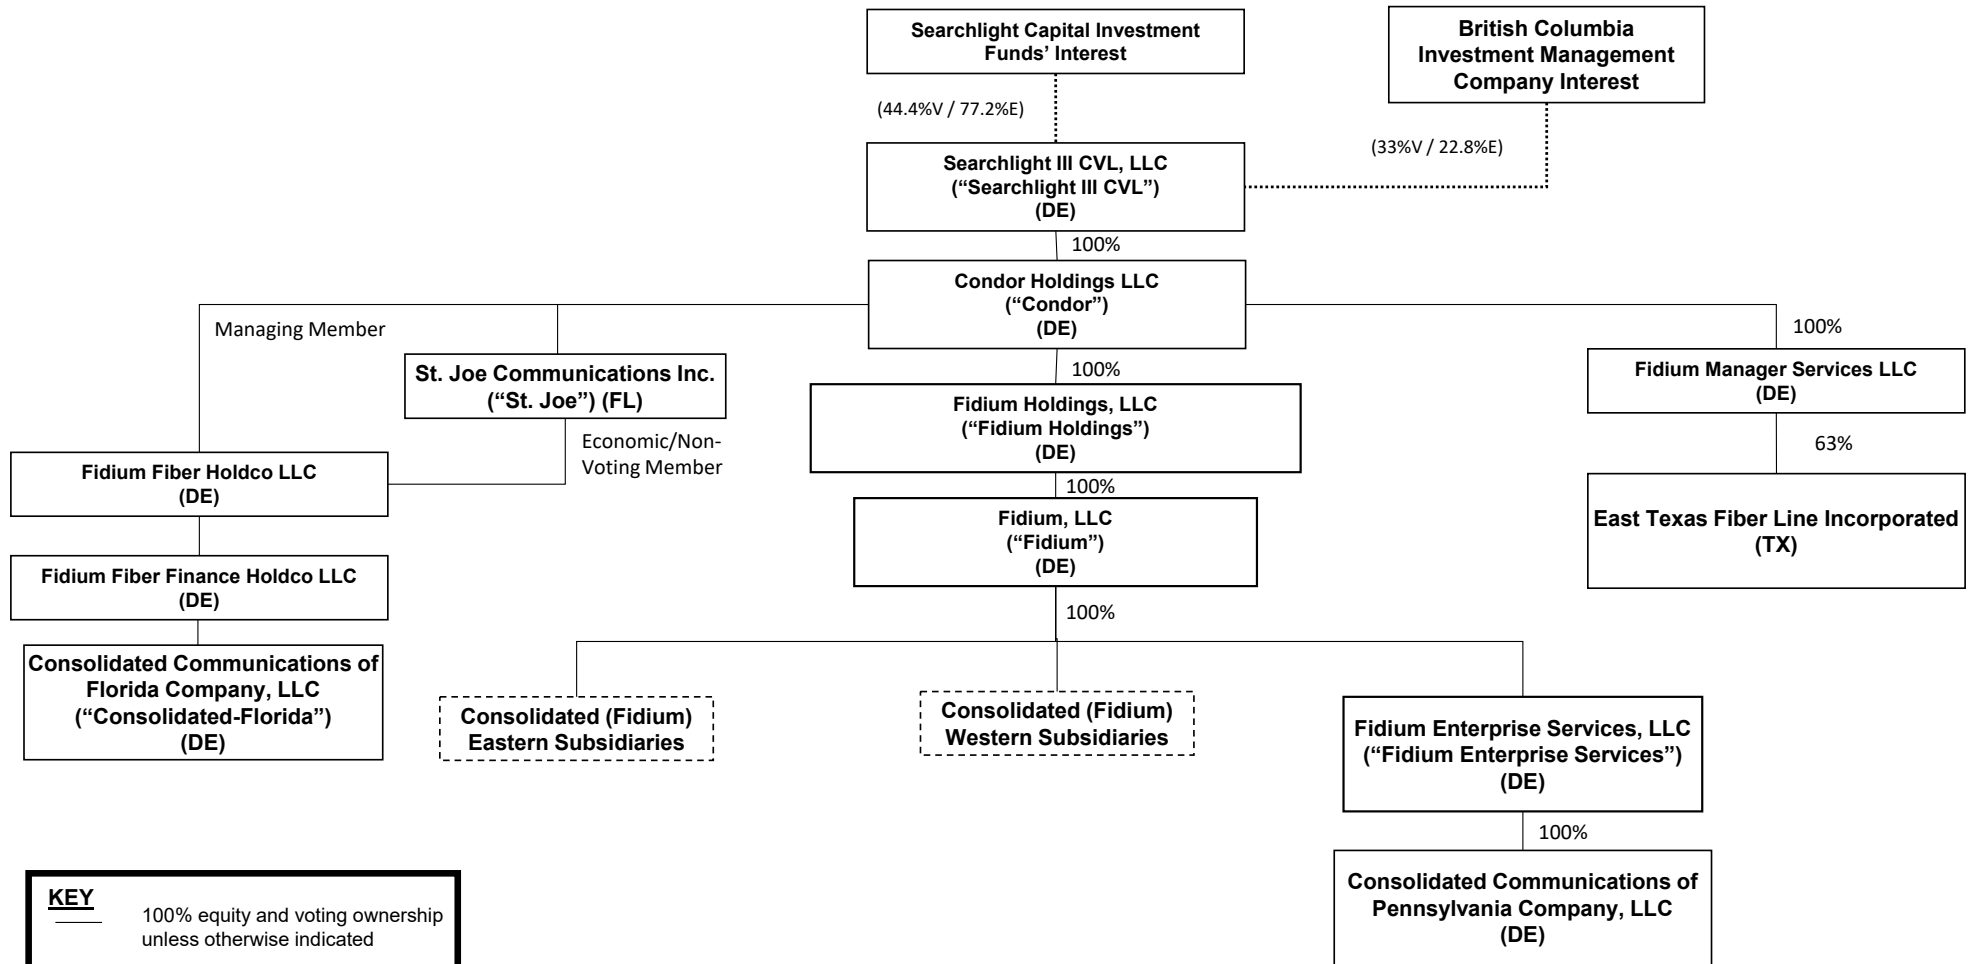 Searchlight Capital Investment
Funds’ Interest
British Columbia
Investment Management
Company Interest
(44.4%V / 77.2%E)
(33%V / 22.8%E)
Searchlight III CVL, LLC
(“Searchlight III CVL”)
(DE)
100%
Condor Holdings LLC
(“Condor”)
(DE)
Managing Member
100%
100%
St. Joe Communications Inc.
(“St. Joe”) (FL)
Fidium Manager Services LLC
(DE)
Fidium Holdings, LLC
(“Fidium Holdings”)
(DE)
Economic/Non-
Voting Member
63%
Fidium Fiber Holdco LLC
(DE)
100%
Fidium, LLC
(“Fidium”)
(DE)
East Texas Fiber Line Incorporated
(TX)
Fidium Fiber Finance Holdco LLC
(DE)
100%
Consolidated Communications of
Florida Company, LLC
(“Consolidated-Florida”)
(DE)
Consolidated (Fidium)
Eastern Subsidiaries
Consolidated (Fidium)
Western Subsidiaries
Fidium Enterprise Services, LLC
(“Fidium Enterprise Services”)
(DE)
100%
Consolidated Communications of
Pennsylvania Company, LLC
(DE)
KEY
100% equity and voting ownership
unless otherwise indicated